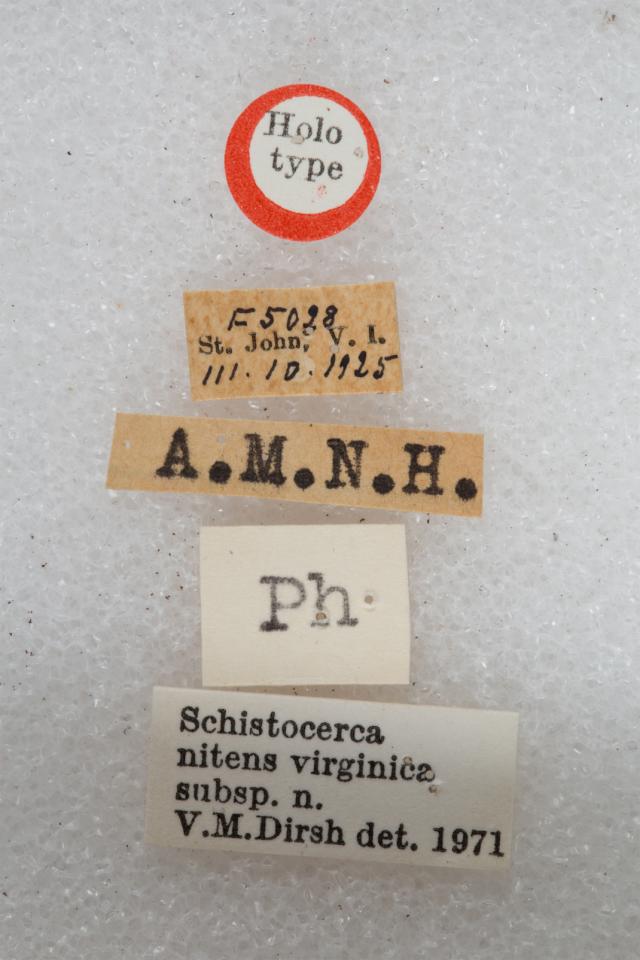 Holo
type
F5028
St. John, V. I.
III.10.1925
A.M.N.H.
Ph
Schistocerca
nitens virginica
subsp. n.
V.M.Dirsh det. 1971